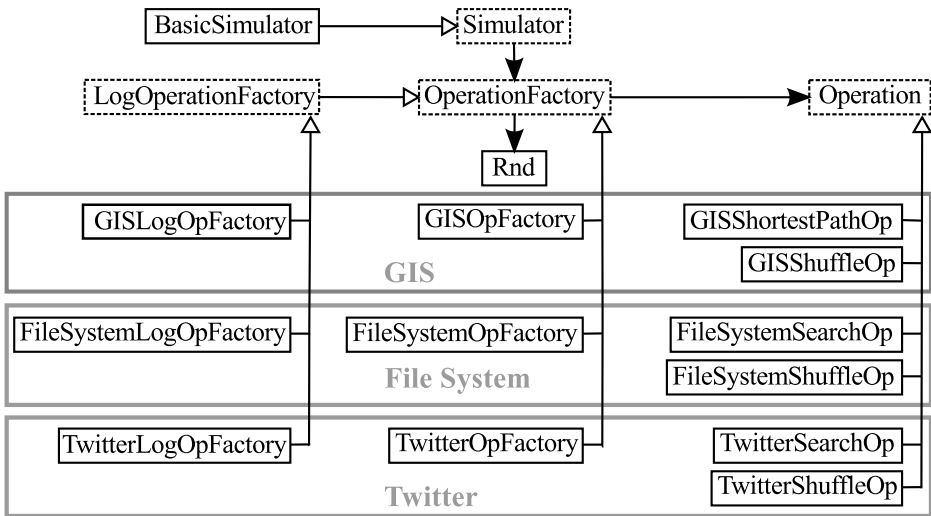 BasicSimulator
Simulator
LogOperationFactory
OperationFactory
Operation
Rnd
GISLogOpFactory
GISOpFactory
GISShortestPathOp
GISShuffleOp
GIS
FileSystemLogOpFactory
FileSystemOpFactory
FileSystemSearchOp
FileSystemShuffleOp
File System
TwitterLogOpFactory
TwitterOpFactory
TwitterSearchOp
TwitterShuffleOp
Twitter